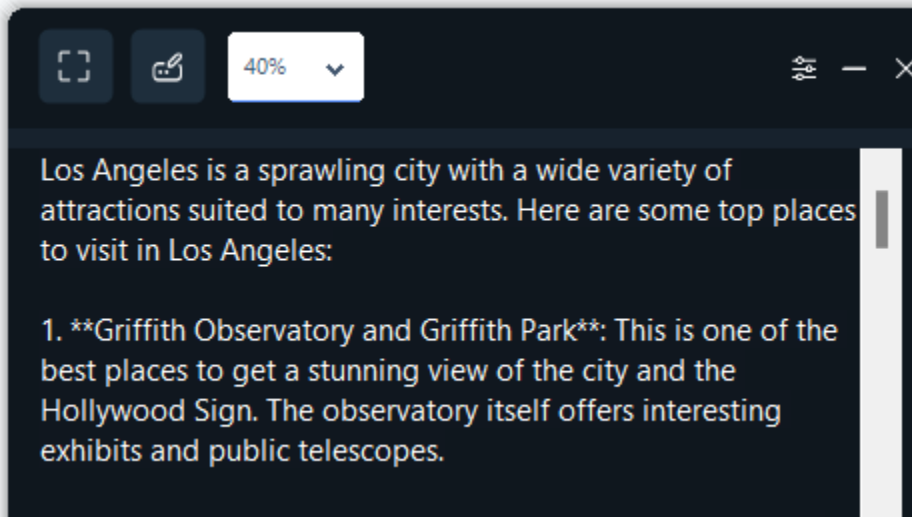 40%
Los Angeles is a sprawling city with a wide variety of
attractions suited to many interests. Here are some top places
to visit in Los Angeles:
1. **Griffith Observatory and Griffith Park**: This is one of the
best places to get a stunning view of the city and the
Hollywood Sign. The observatory itself offers interesting
exhibits and public telescopes.